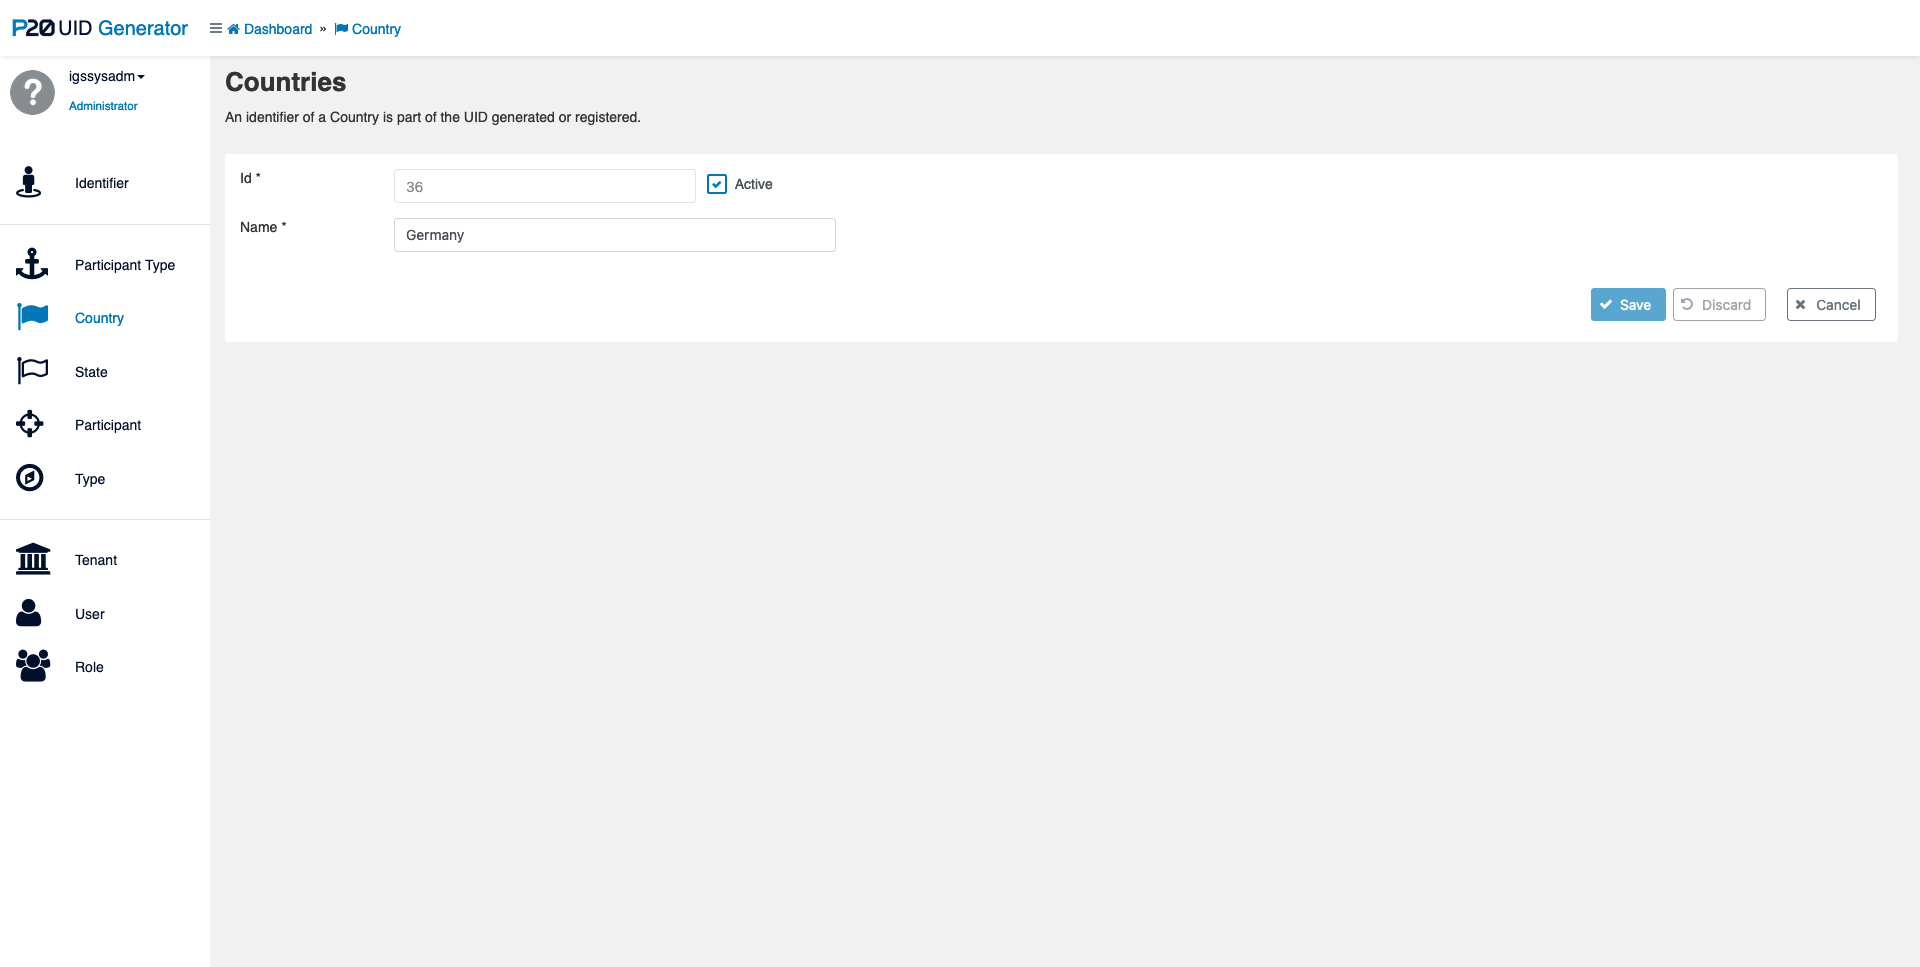 P20 UID Generator
Dashboard » Country
igssysadm
Administrator
Identifier
Participant Type
Country
State
Participant
Type
Tenant
User
Role
Countries
An identifier of a Country is part of the UID generated or registered.
Id *
36
Active
Name *
Germany
Save
Discard
Cancel